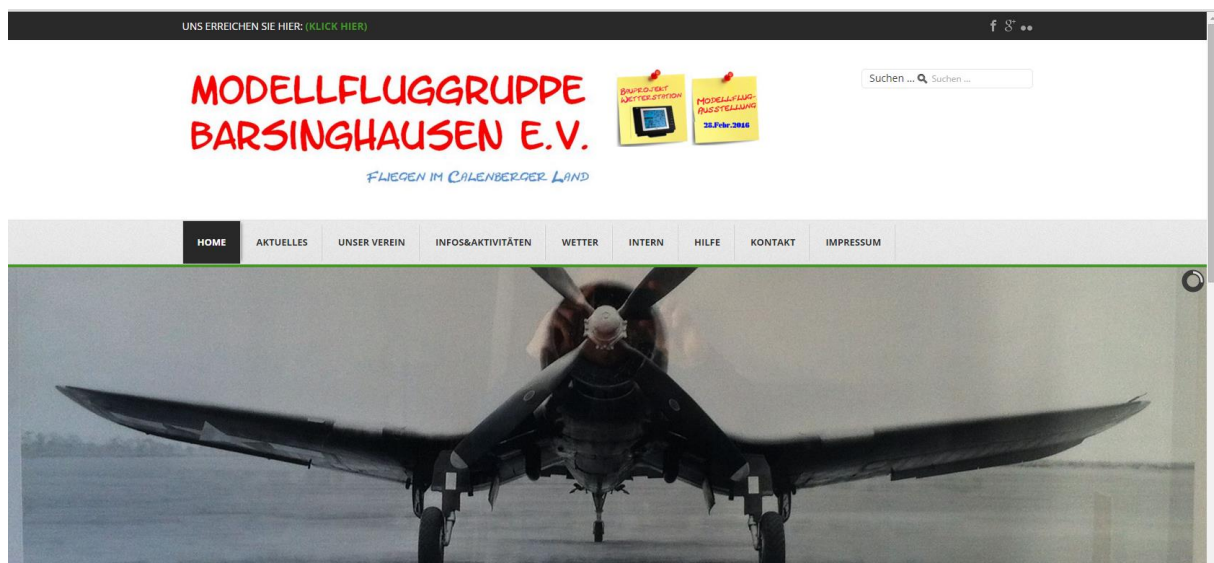 UNS ERREICHEN SIE HIER: (KLICK HIER)
f g+
MODELLFLUGGRUPPE
BARSINGHAUSEN E.V.
FLIEGEN IM CALENBERGER LAND
BAUPROJEKT
WETTERSTATION
MODELLFLUG-
AUSSTELLUNG
28.Febr.2016
Suchen ... Suchen ...
HOME AKTUELLES UNSER VEREIN INFOS&AKTIVITÄTEN WETTER INTERN HILFE KONTAKT IMPRESSUM